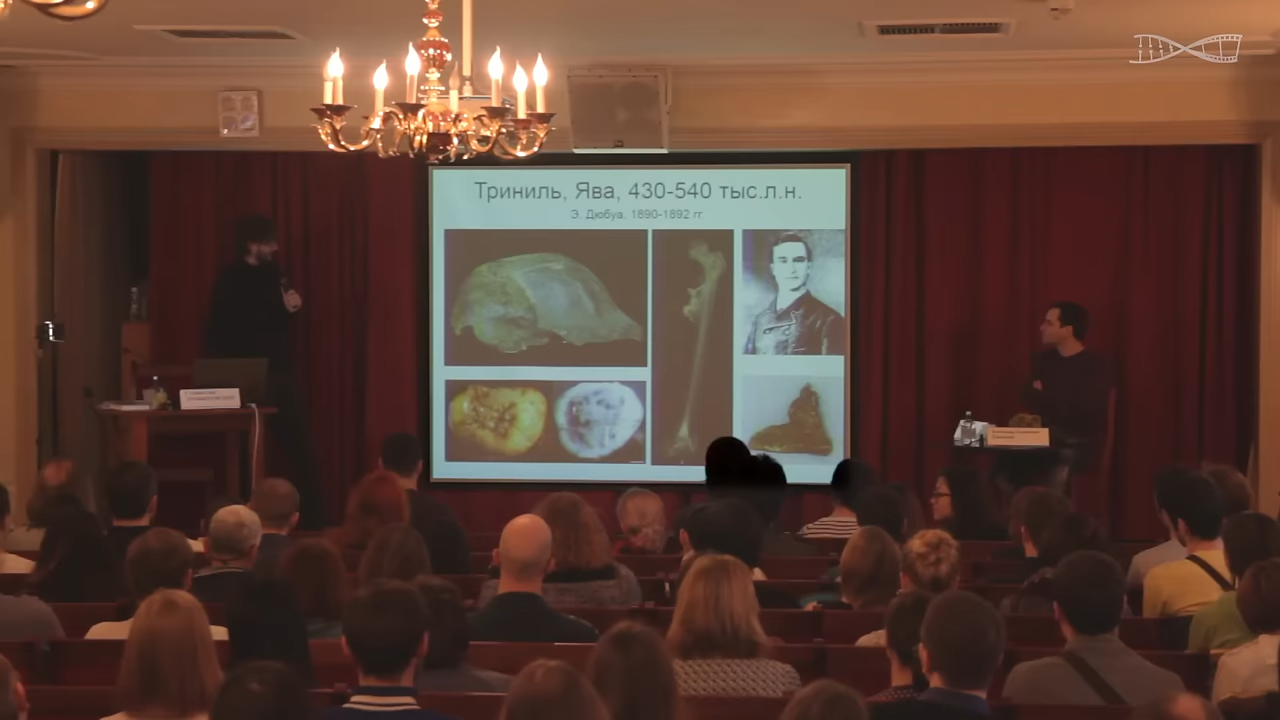 Триниль, Ява, 430-540 тыс.л.н.
Э. Дюбуа, 1890-1892 гг